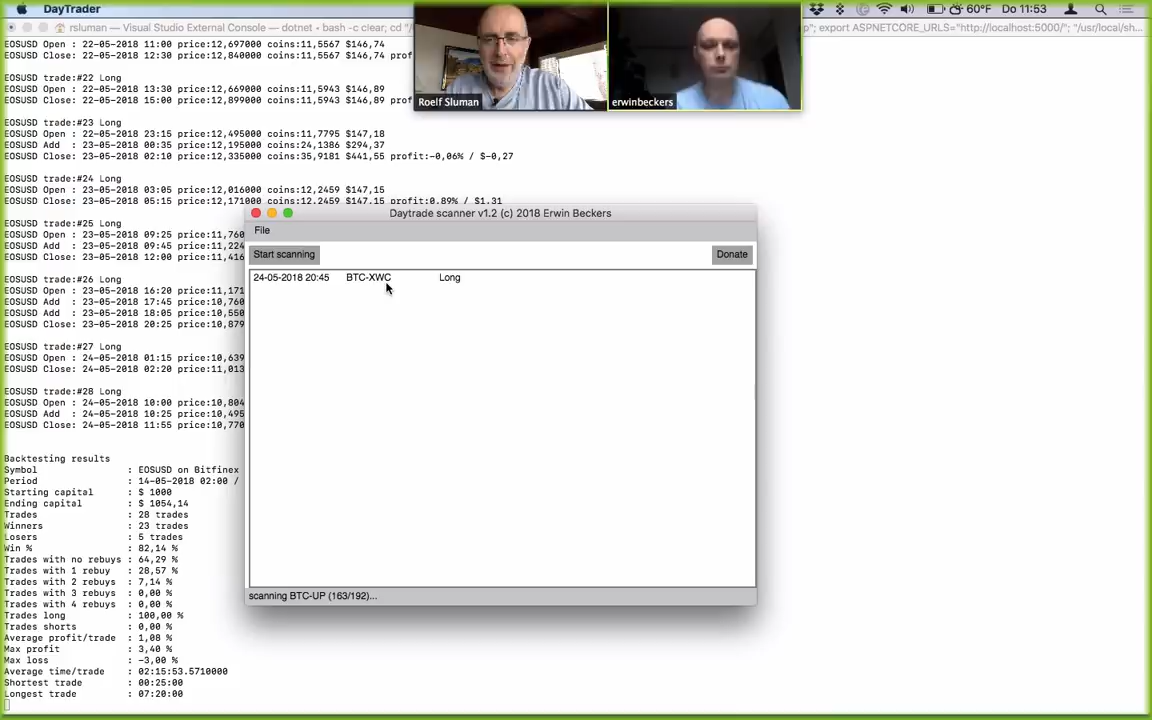 DayTrader
60°F Do 11:53
rsluman — Visual Studio External Console — dotnet • bash -c clear; cd "/
p"; export ASPNETCORE_URLS="http://localhost:5000/"; "/usr/local/sh...
Roelf Sluman
erwinbeckers
EOSUSD Open : 22-05-2018 11:00 price:12,697000 coins:11,5567 $146,74
EOSUSD Close: 22-05-2018 12:30 price:12,840000 coins:11,5567 $146,74 prof
EOSUSD trade:#22 Long
EOSUSD Open : 22-05-2018 13:30 price:12,669000 coins:11,5943 $146,89
EOSUSD Close: 22-05-2018 15:00 price:12,899000 coins:11,5943 $146,89 prof
EOSUSD trade:#23 Long
EOSUSD Open : 22-05-2018 23:15 price:12,495000 coins:11,7795 $147,18
EOSUSD Add : 23-05-2018 00:35 price:12,195000 coins:24,1386 $294,37
EOSUSD Close: 23-05-2018 02:10 price:12,335000 coins:35,9181 $441,55 profit:-0,06% / $-0,27
EOSUSD trade:#24 Long
EOSUSD Open : 23-05-2018 03:05 price:12,016000 coins:12,2459 $147,15
EOSUSD Close: 23-05-2018 05:15 price:12,171000 coins:12,2459 $147,15 profit:0,89% / $1,31
EOSUSD trade:#25 Long
EOSUSD Open : 23-05-2018 09:25 price:11,760
EOSUSD Add : 23-05-2018 09:45 price:11,224
EOSUSD Close: 23-05-2018 12:00 price:11,416
EOSUSD trade:#26 Long
EOSUSD Open : 23-05-2018 16:20 price:11,171
EOSUSD Add : 23-05-2018 17:45 price:10,760
EOSUSD Add : 23-05-2018 18:05 price:10,550
EOSUSD Close: 23-05-2018 20:25 price:10,879
EOSUSD trade:#27 Long
EOSUSD Open : 24-05-2018 01:15 price:10,639
EOSUSD Close: 24-05-2018 02:20 price:11,013
EOSUSD trade:#28 Long
EOSUSD Open : 24-05-2018 10:00 price:10,804
EOSUSD Add : 24-05-2018 10:25 price:10,495
EOSUSD Close: 24-05-2018 11:55 price:10,770
Backtesting results
Symbol : EOSUSD on Bitfinex
Period : 14-05-2018 02:00 /
Starting capital : $ 1000
Ending capital : $ 1054,14
Trades : 28 trades
Winners : 23 trades
Losers : 5 trades
Win % : 82,14 %
Trades with no rebuys : 64,29 %
Trades with 1 rebuy : 28,57 %
Trades with 2 rebuys : 7,14 %
Trades with 3 rebuys : 0,00 %
Trades with 4 rebuys : 0,00 %
Trades long : 100,00 %
Trades shorts : 0,00 %
Average profit/trade : 1,08 %
Max profit : 3,40 %
Max loss : -3,00 %
Average time/trade : 02:15:53.5710000
Shortest trade : 00:25:00
Longest trade : 07:20:00
Daytrade scanner v1.2 (c) 2018 Erwin Beckers
File
Start scanning
Donate
24-05-2018 20:45 BTC-XWC Long
scanning BTC-UP (163/192)...